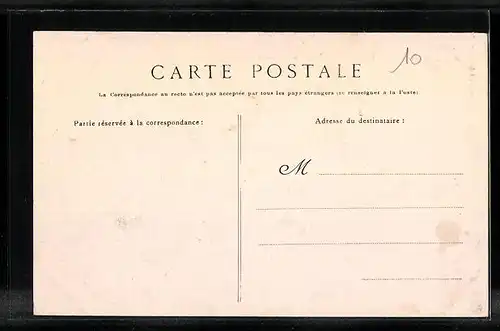 10
CARTE POSTALE
La Correspondance au recto n'est pas acceptée par tous les pays étrangers (se renseigner à la Poste)
Partie réservée à la correspondance :
Adresse du destinataire :
M